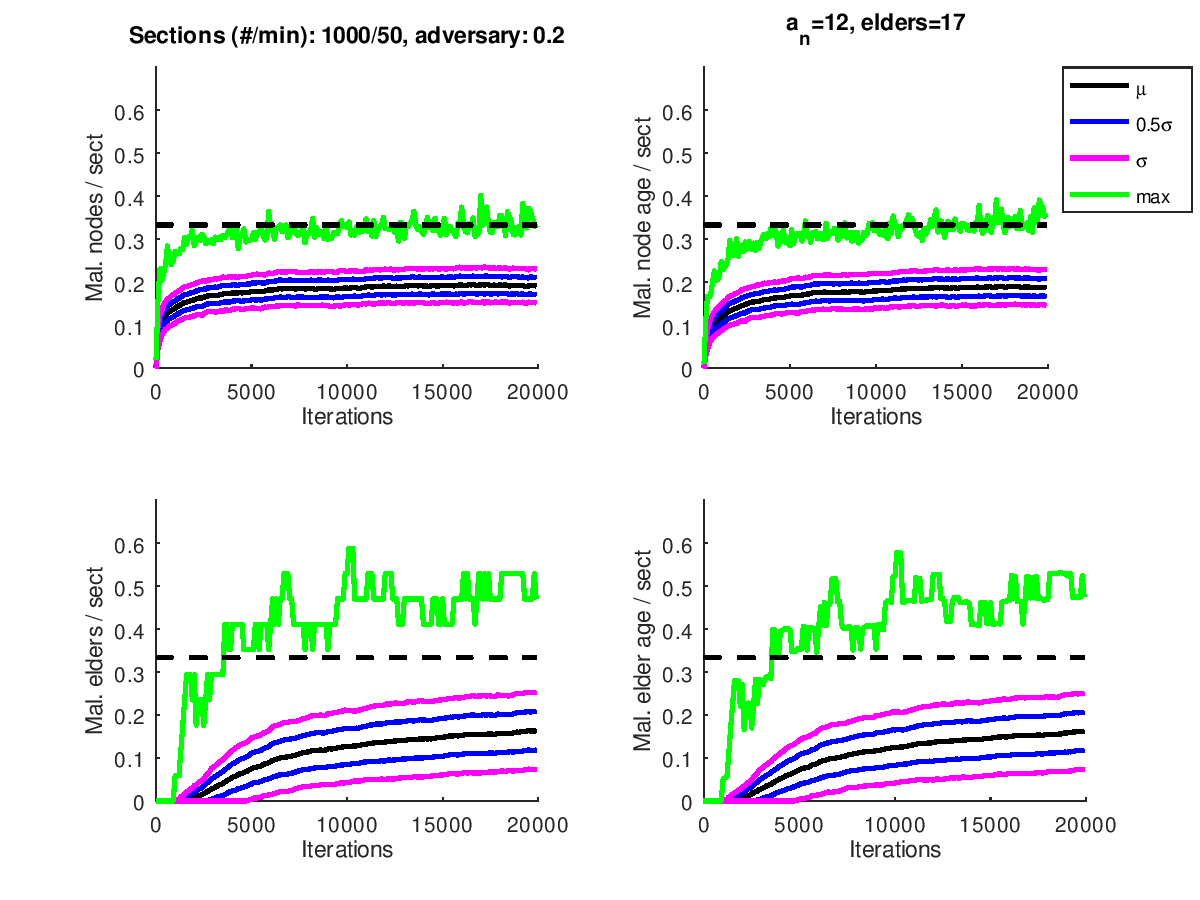 Sections (#/min): 1000/50, adversary: 0.2
a_n=12, elders=17
Mal. nodes / sect
0.6
0.5
0.4
0.3
0.2
0.1
0
0 5000 10000 15000 20000
Iterations
Mal. node age / sect
0.6
0.5
0.4
0.3
0.2
0.1
0
0 5000 10000 15000 20000
Iterations
μ
0.5σ
σ
max
Mal. elders / sect
0.6
0.5
0.4
0.3
0.2
0.1
0
0 5000 10000 15000 20000
Iterations
Mal. elder age / sect
0.6
0.5
0.4
0.3
0.2
0.1
0
0 5000 10000 15000 20000
Iterations